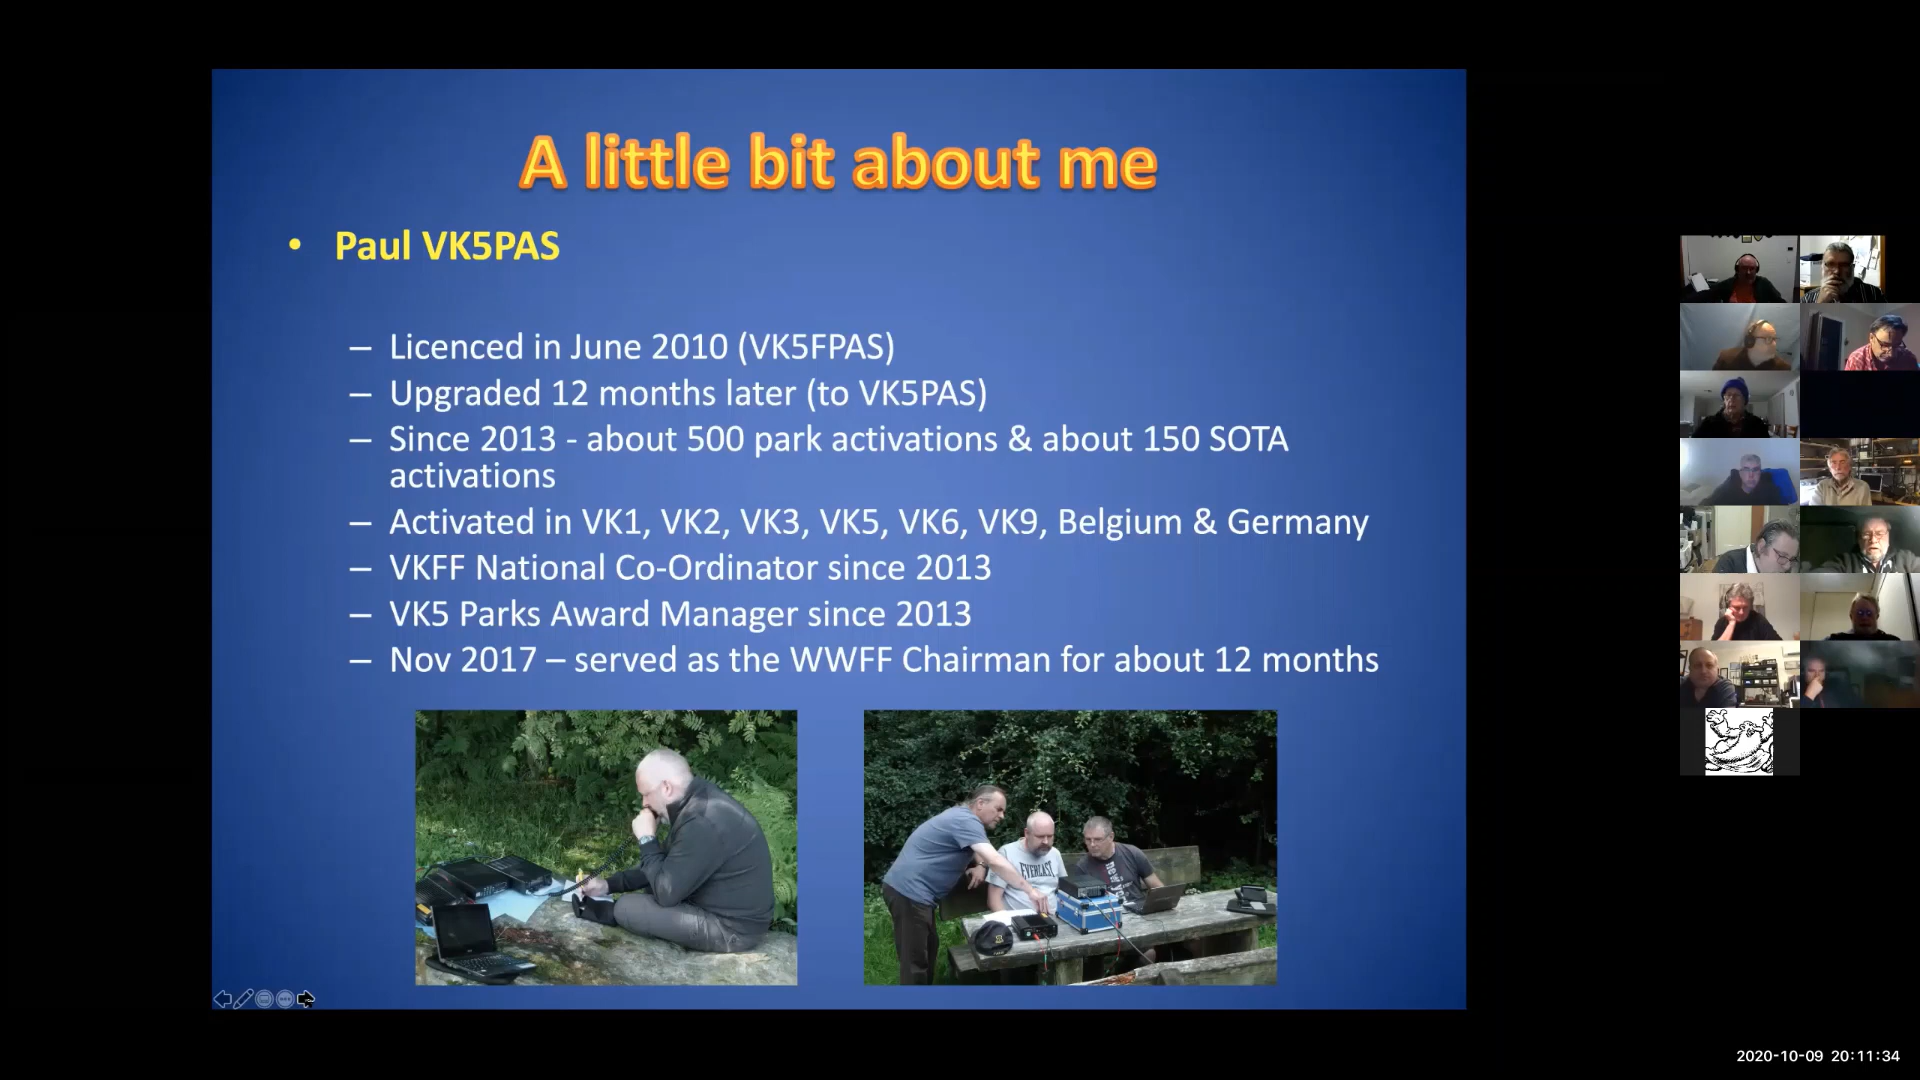 A little bit about me
• Paul VK5PAS
– Licenced in June 2010 (VK5FPAS)
– Upgraded 12 months later (to VK5PAS)
– Since 2013 - about 500 park activations & about 150 SOTA
activations
– Activated in VK1, VK2, VK3, VK5, VK6, VK9, Belgium & Germany
– VKFF National Co-Ordinator since 2013
– VK5 Parks Award Manager since 2013
– Nov 2017 – served as the WWFF Chairman for about 12 months
EVERLAST
2020-10-09 20:11:34